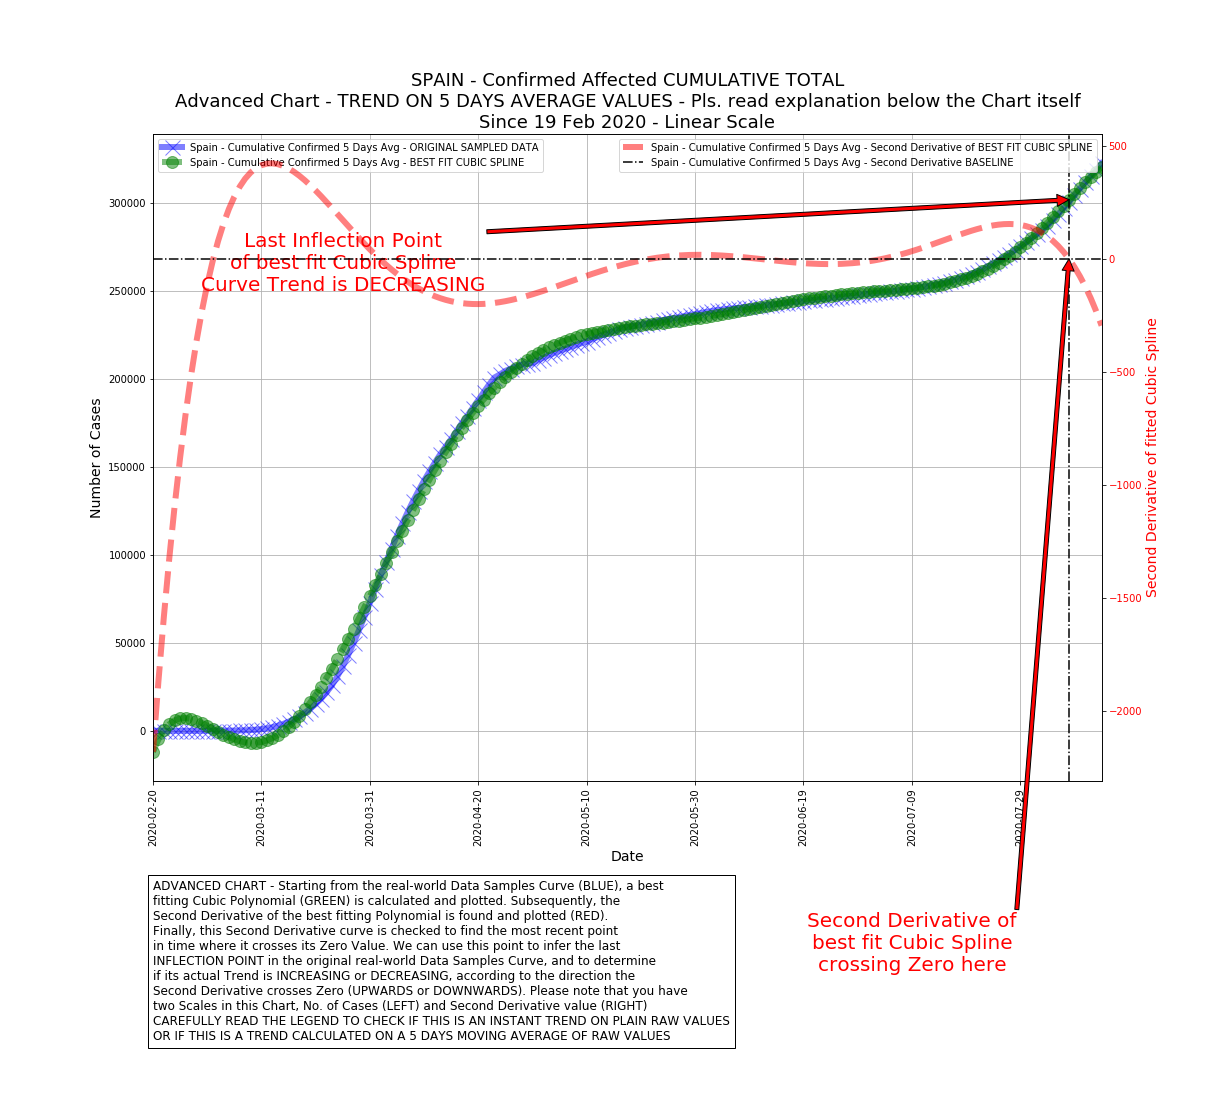 SPAIN - Confirmed Affected CUMULATIVE TOTAL
Advanced Chart - TREND ON 5 DAYS AVERAGE VALUES - Pls. read explanation below the Chart itself
Since 19 Feb 2020 - Linear Scale
Spain - Cumulative Confirmed 5 Days Avg - ORIGINAL SAMPLED DATA
Spain - Cumulative Confirmed 5 Days Avg - BEST FIT CUBIC SPLINE
Spain - Cumulative Confirmed 5 Days Avg - Second Derivative of BEST FIT CUBIC SPLINE
Spain - Cumulative Confirmed 5 Days Avg - Second Derivative BASELINE
Last Inflection Point
of best fit Cubic Spline
Curve Trend is DECREASING
Number of Cases
300000
250000
200000
150000
100000
50000
0
500
0
−500
−1000
−1500
−2000
Second Derivative of fitted Cubic Spline
2020-02-20
2020-03-11
2020-03-31
2020-04-20
2020-05-10
2020-05-30
2020-06-19
2020-07-09
2020-07-29
Date
ADVANCED CHART - Starting from the real-world Data Samples Curve (BLUE), a best
fitting Cubic Polynomial (GREEN) is calculated and plotted. Subsequently, the
Second Derivative of the best fitting Polynomial is found and plotted (RED).
Finally, this Second Derivative curve is checked to find the most recent point
in time where it crosses its Zero Value. We can use this point to infer the last
INFLECTION POINT in the original real-world Data Samples Curve, and to determine
if its actual Trend is INCREASING or DECREASING, according to the direction the
Second Derivative crosses Zero (UPWARDS or DOWNWARDS). Please note that you have
two Scales in this Chart, No. of Cases (LEFT) and Second Derivative value (RIGHT)
CAREFULLY READ THE LEGEND TO CHECK IF THIS IS AN INSTANT TREND ON PLAIN RAW VALUES
OR IF THIS IS A TREND CALCULATED ON A 5 DAYS MOVING AVERAGE OF RAW VALUES
Second Derivative of
best fit Cubic Spline
crossing Zero here